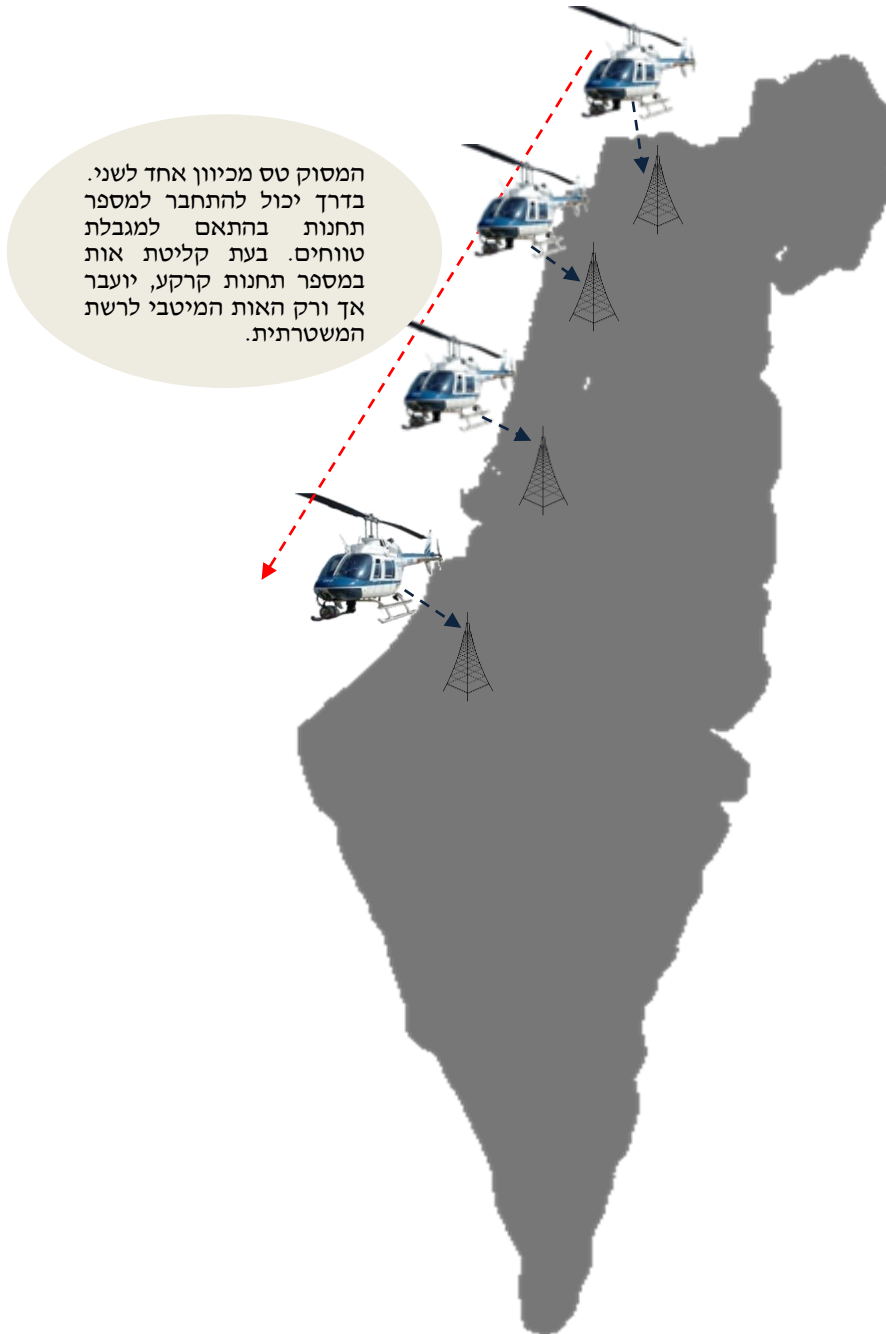 המסוק טס מכיוון אחד לשני.
בדרך יכול להתחבר למספר
תחנות בהתאם למגבלת
טווחים. בעת קליטת אות
במספר תחנות קרקע, יועבר
אך ורק האות המיטבי לרשת
המשטרתית.